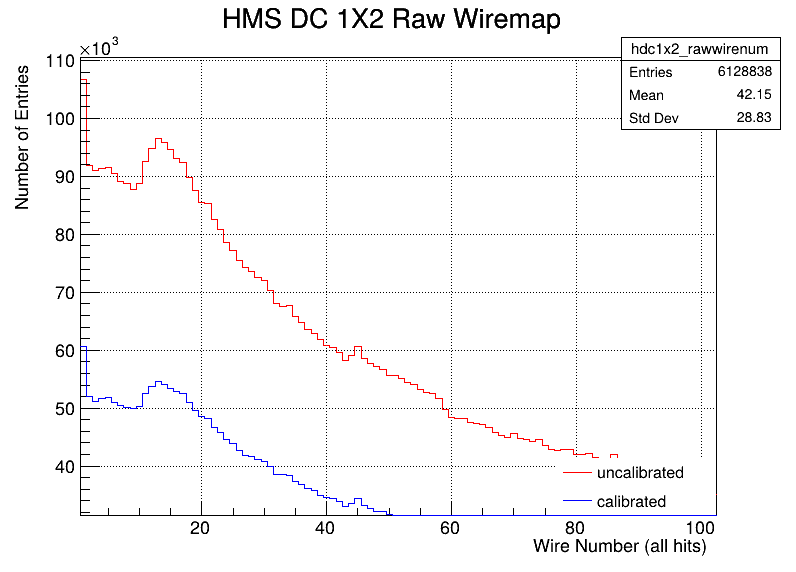 HMS DC 1X2 Raw Wiremap
×10³
hdc1x2_rawwirenum
Entries 6128838
Mean 42.15
Std Dev 28.83
Number of Entries
110
100
90
80
70
60
50
40
uncalibrated
calibrated
20 40 60 80 100
Wire Number (all hits)